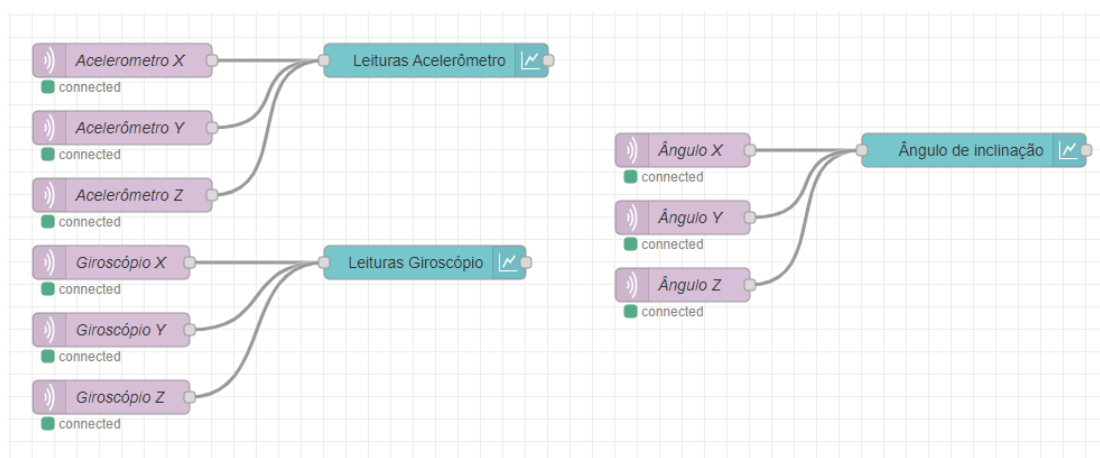 Acelerometro X
connected
Acelerômetro Y
connected
Acelerômetro Z
connected
Leituras Acelerômetro
Giroscópio X
connected
Giroscópio Y
connected
Giroscópio Z
connected
Leituras Giroscópio
Ângulo X
connected
Ângulo Y
connected
Ângulo Z
connected
Ângulo de inclinação